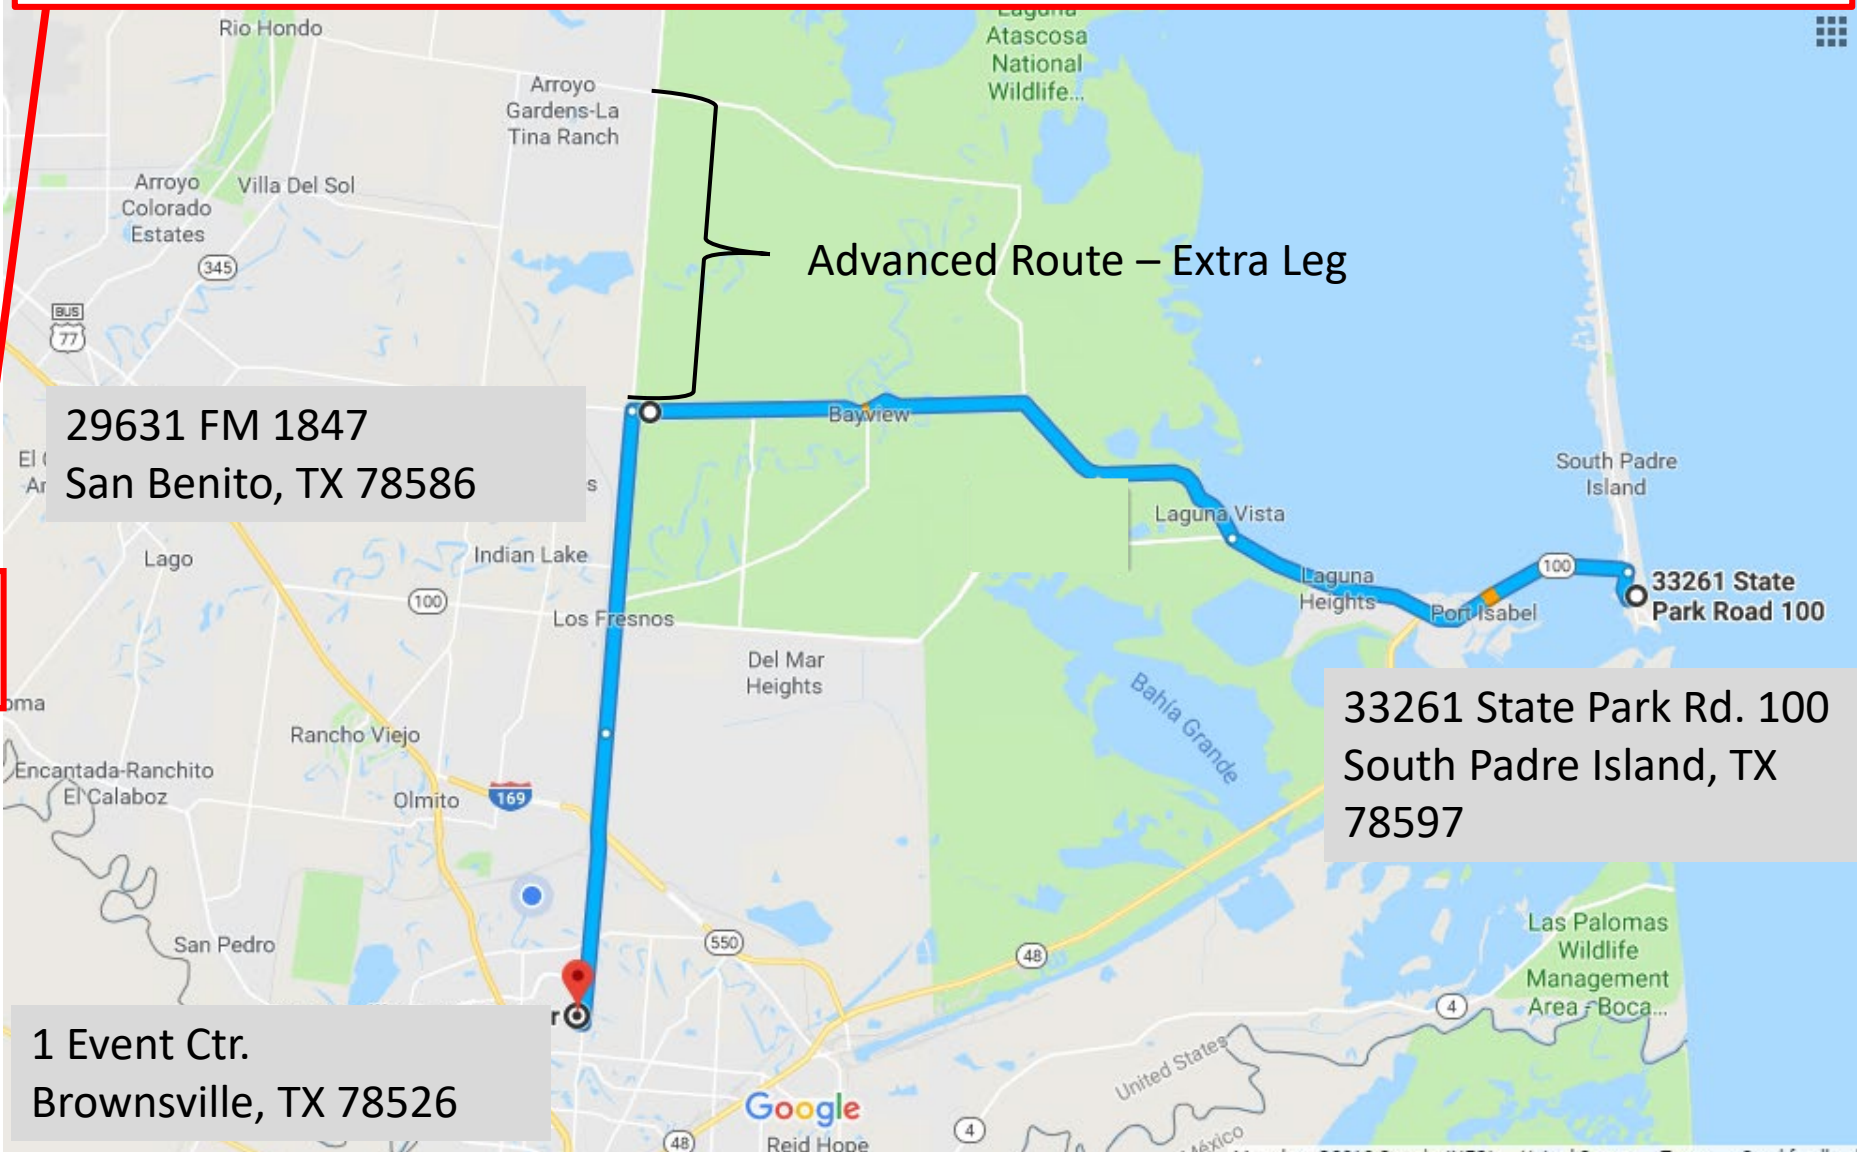 Rio Hondo
Laguna
Atascosa
National
Wildlife...
Arroyo
Gardens-La
Tina Ranch
Arroyo
Colorado
Estates
Villa Del Sol
345
BUS
77
Advanced Route – Extra Leg
29631 FM 1847
San Benito, TX 78586
Bayview
South Padre
Island
Laguna Vista
Lago
Indian Lake
100
Los Fresnos
Laguna
Heights
Port Isabel
100
33261 State
Park Road 100
Del Mar
Heights
Bahía Grande
33261 State Park Rd. 100
South Padre Island, TX
78597
Rancho Viejo
Encantada-Ranchito
El Calaboz
Olmito
169
San Pedro
550
48
Las Palomas
Wildlife
Management
Area - Boca...
4
1 Event Ctr.
Brownsville, TX 78526
United States
México
Google
48
Reid Hope
4